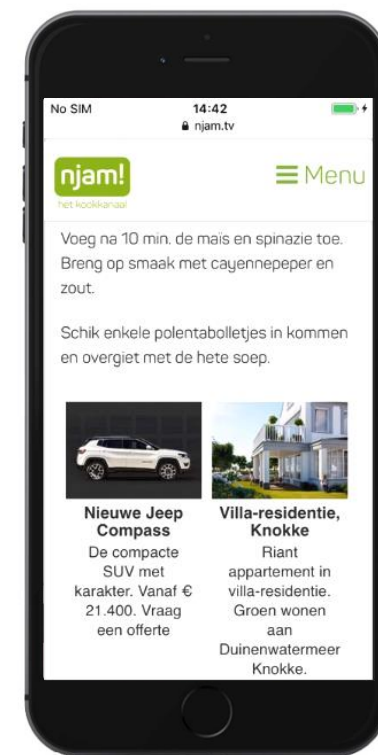 No SIM
14:42
njam.tv
njam!
het kookkanaal
Menu
Voeg na 10 min. de maïs en spinazie toe.
Breng op smaak met cayennepeper en
zout.
Schik enkele polentabolletjes in kommen
en overgiet met de hete soep.
Nieuwe Jeep
Compass
De compacte
SUV met
karakter. Vanaf €
21.400. Vraag
een offerte
Villa-residentie,
Knokke
Riant
appartement in
villa-residentie.
Groen wonen
aan
Duinenwatermeer
Knokke.